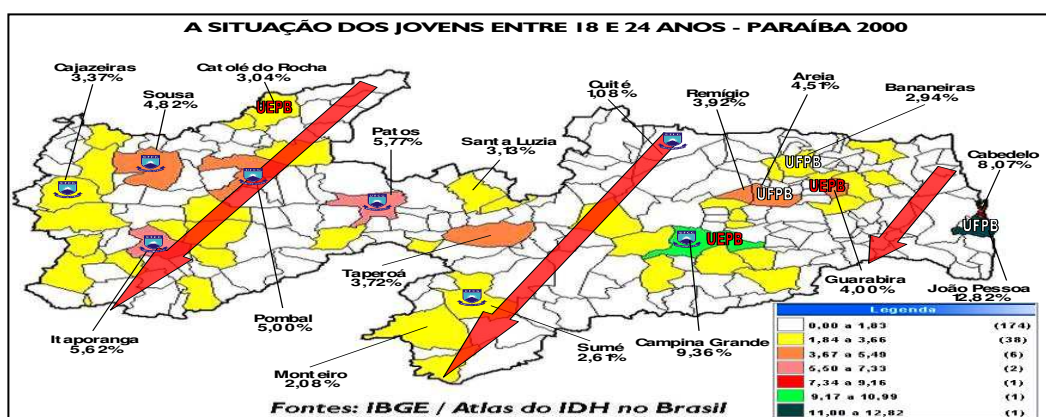 A SITUAÇÃO DOS JOVENS ENTRE 18 E 24 ANOS - PARAÍBA 2000
Cajazeiras
3,37%
Sousa
4,82%
Catolé do Rocha
3,04%
UEPB
Patos
5,77%
Santa Luzia
3,13%
Cuité
1,08%
Remígio
3,92%
Areia
4,51%
Bananeiras
2,94%
Cabedelo
8,07%
UFPB
UFPB
UEPB
UFPB
UEPB
Itaporanga
5,62%
Pombal
5,00%
Taperoá
3,72%
Monteiro
2,08%
Sumé
2,61%
Campina Grande
9,36%
Guarabira
4,00%
João Pessoa
12,82%
Legenda
0,00 a 1,83 (174)
1,84 a 3,66 (38)
3,67 a 5,49 (6)
5,50 a 7,33 (2)
7,34 a 9,16 (1)
9,17 a 10,99 (1)
11,00 a 12,82 (1)
Fontes: IBGE / Atlas do IDH no Brasil